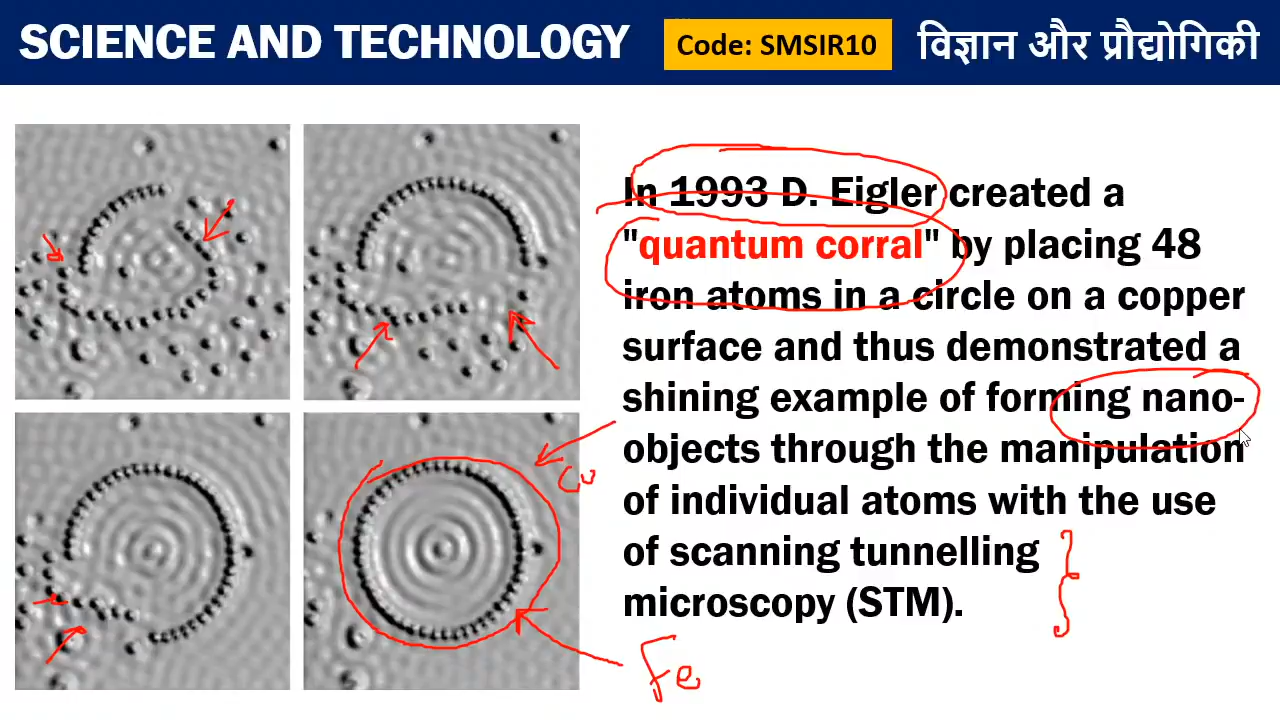 SCIENCE AND TECHNOLOGY
Code: SMSIR10
विज्ञान और प्रौद्योगिकी
In 1993 D. Eigler created a
"quantum corral" by placing 48
iron atoms in a circle on a copper
surface and thus demonstrated a
shining example of forming nano-
objects through the manipulation
of individual atoms with the use
of scanning tunnelling
microscopy (STM).
Cu
Fe